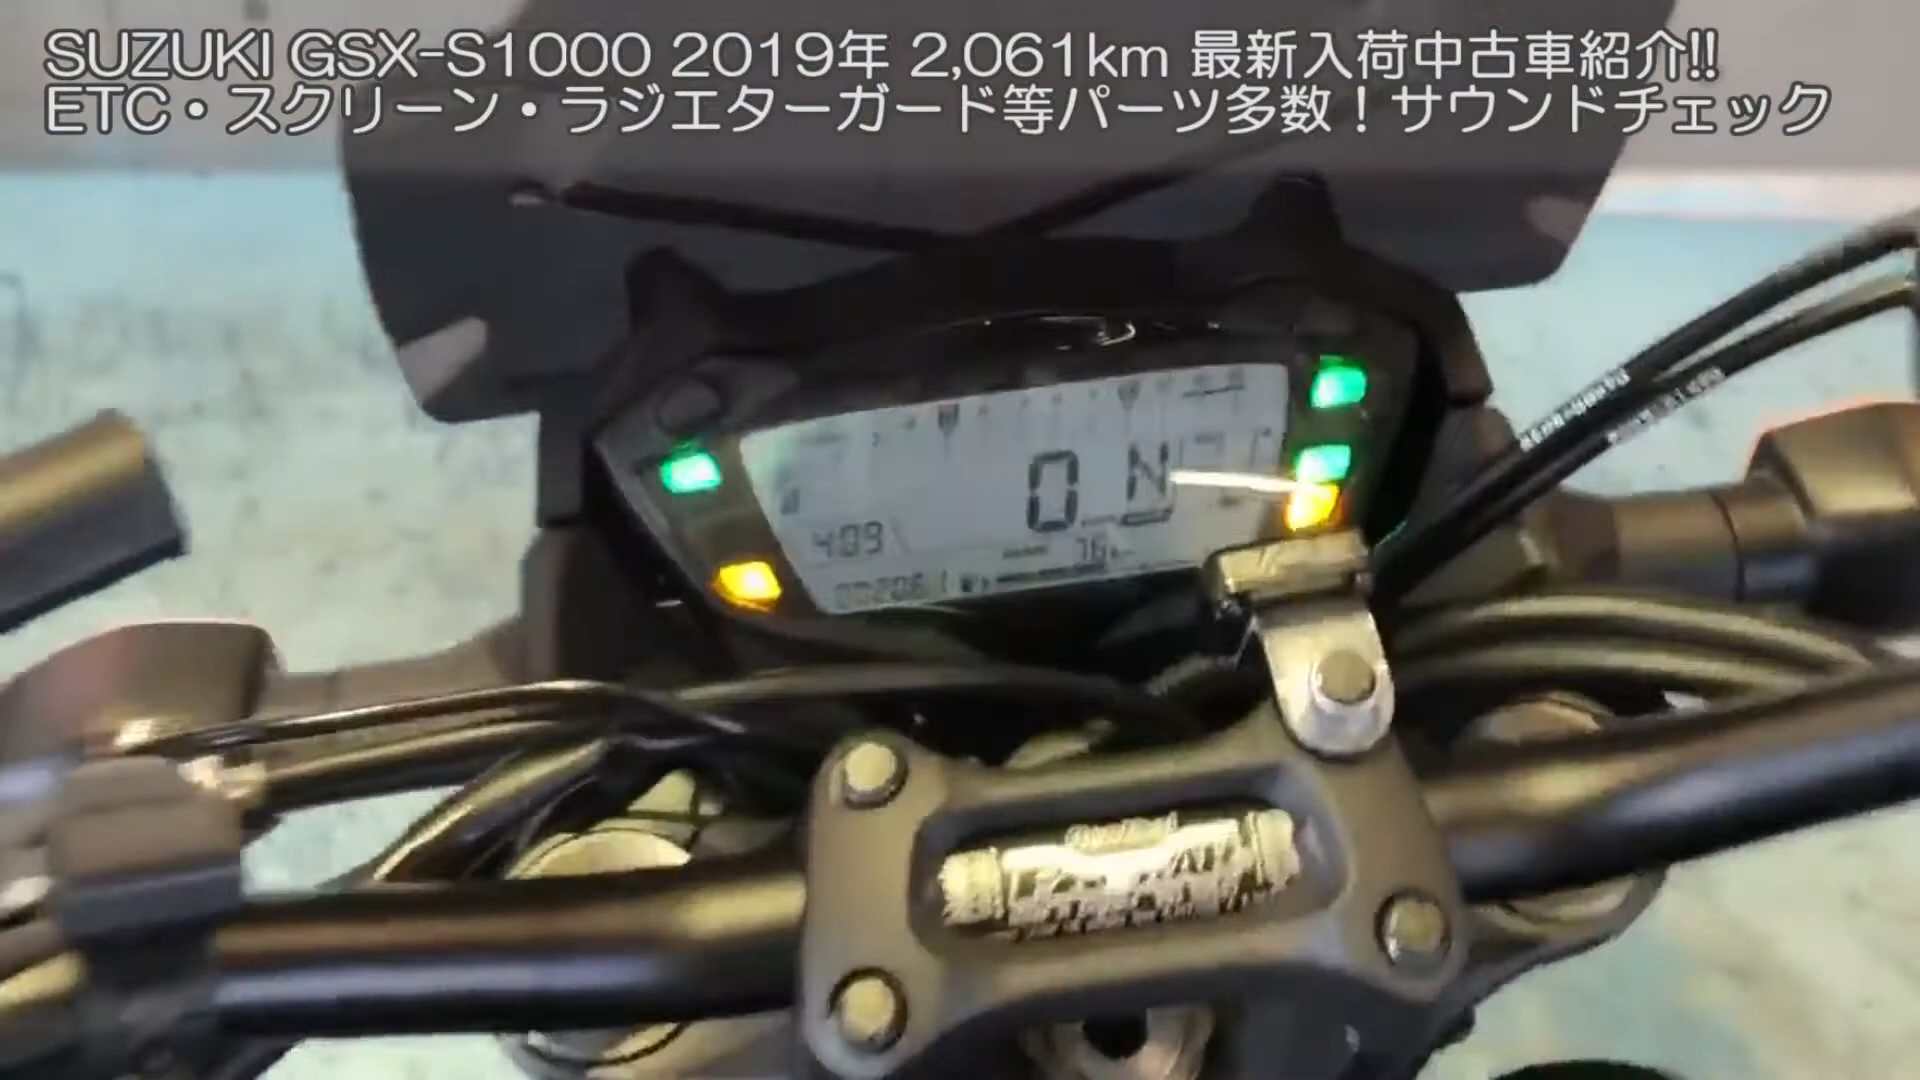 SUZUKI GSX-S1000 2019年 2,061km 最新入荷中古車紹介!!
ETC・スクリーン・ラジエターガード等パーツ多数！サウンドチェック
0 N
4:09
76
002061